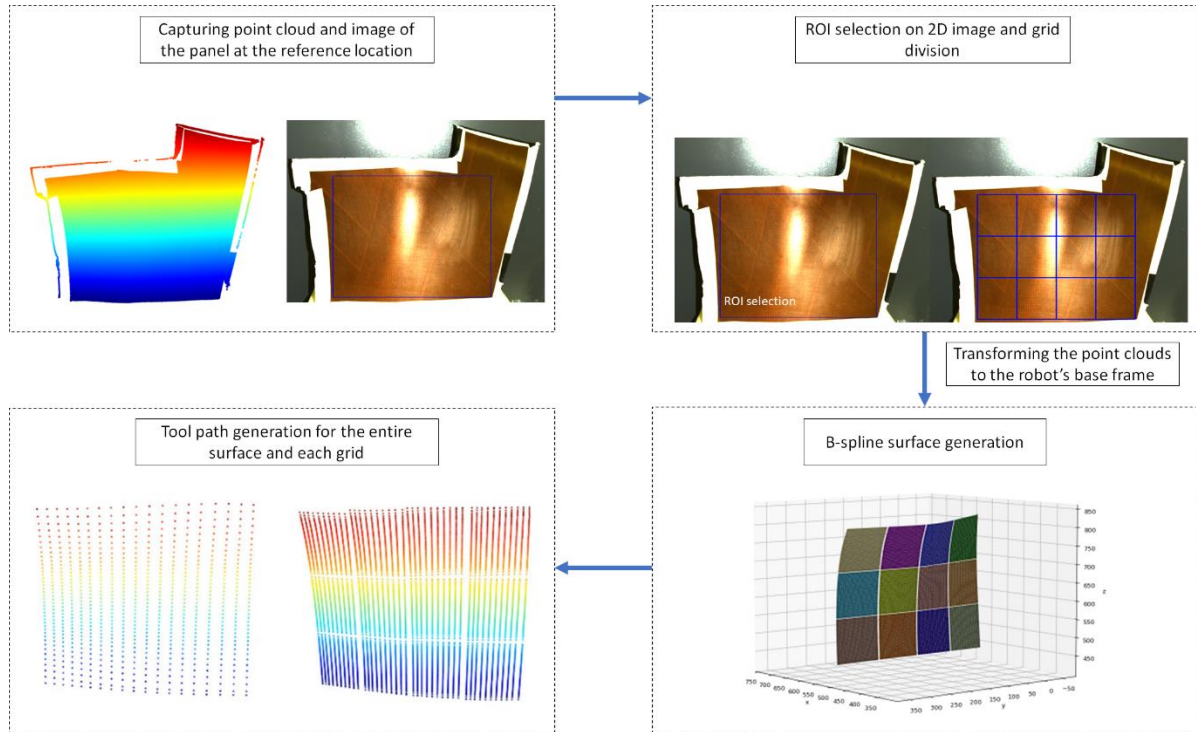 Capturing point cloud and image of
the panel at the reference location
ROI selection on 2D image and grid
division
ROI selection
Transforming the point clouds
to the robot's base frame
B-spline surface generation
850
800
750
700
650
600
550
500
450
z
750
700
650
600
550
500
450
400
350
x
350
300
250
200
150
100
50
0
−50
y
Tool path generation for the entire
surface and each grid